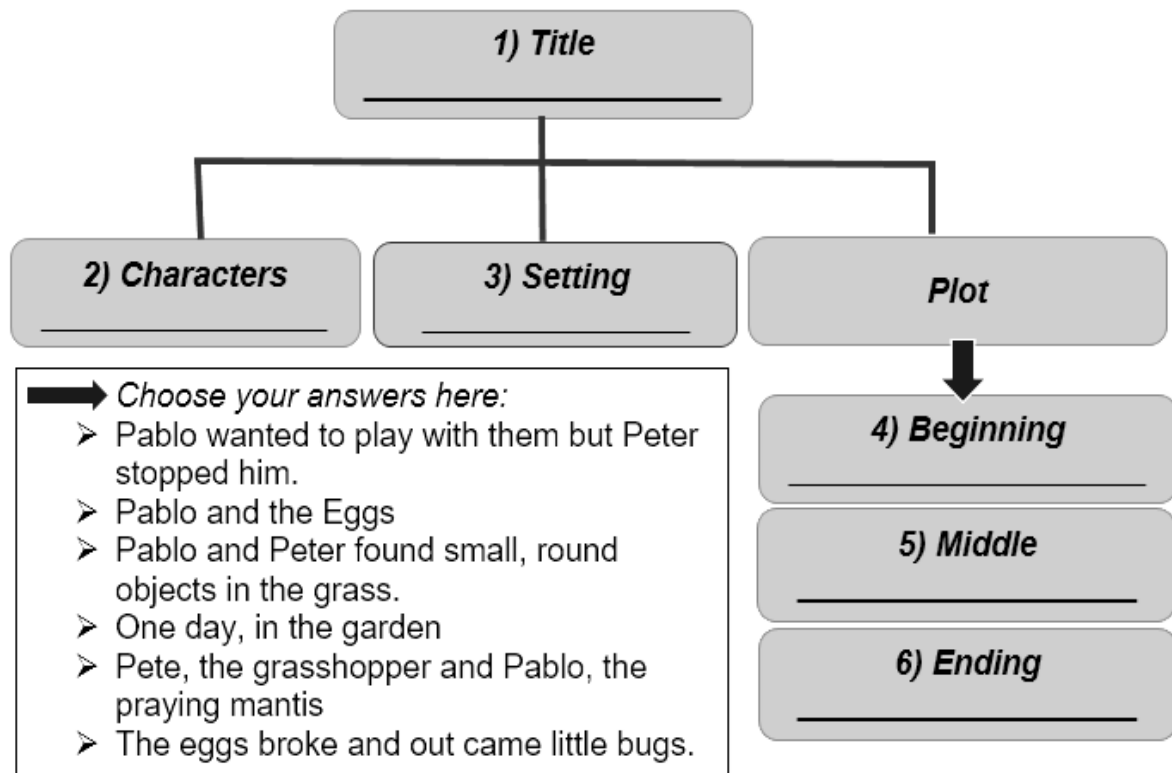 1) Title
2) Characters
3) Setting
Plot
Choose your answers here:
➢ Pablo wanted to play with them but Peter
stopped him.
➢ Pablo and the Eggs
➢ Pablo and Peter found small, round
objects in the grass.
➢ One day, in the garden
➢ Pete, the grasshopper and Pablo, the
praying mantis
➢ The eggs broke and out came little bugs.
4) Beginning
5) Middle
6) Ending